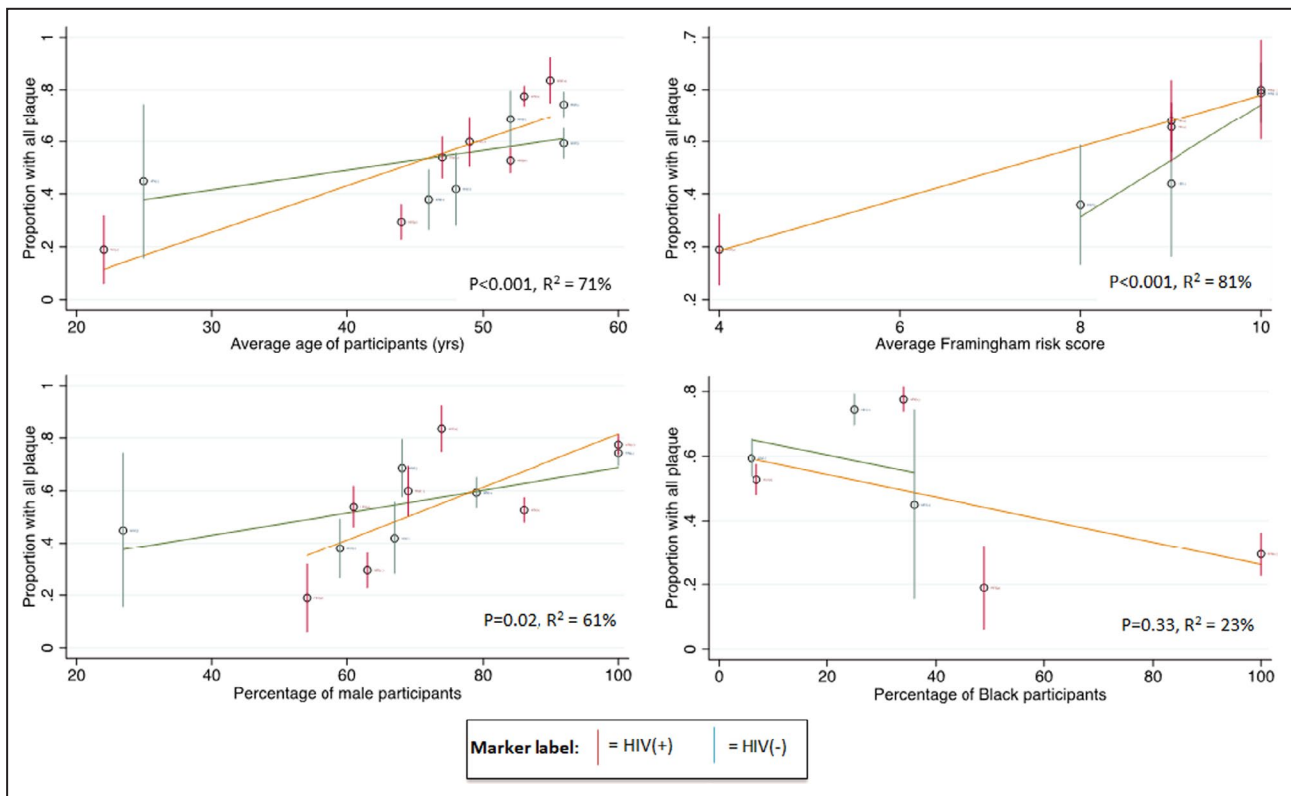 Proportion with all plaque
1
.8
.6
.4
.2
0
P<0.001, R² = 71%
20 30 40 50 60
Average age of participants (yrs)
Proportion with all plaque
.7
.6
.5
.4
.3
.2
P<0.001, R² = 81%
4 6 8 10
Average Framingham risk score
Proportion with all plaque
1
.8
.6
.4
.2
0
P=0.02, R² = 61%
20 40 60 80 100
Percentage of male participants
Proportion with all plaque
.8
.6
.4
.2
0
P=0.33, R² = 23%
0 20 40 60 80 100
Percentage of Black participants
Marker label: = HIV(+) = HIV(-)